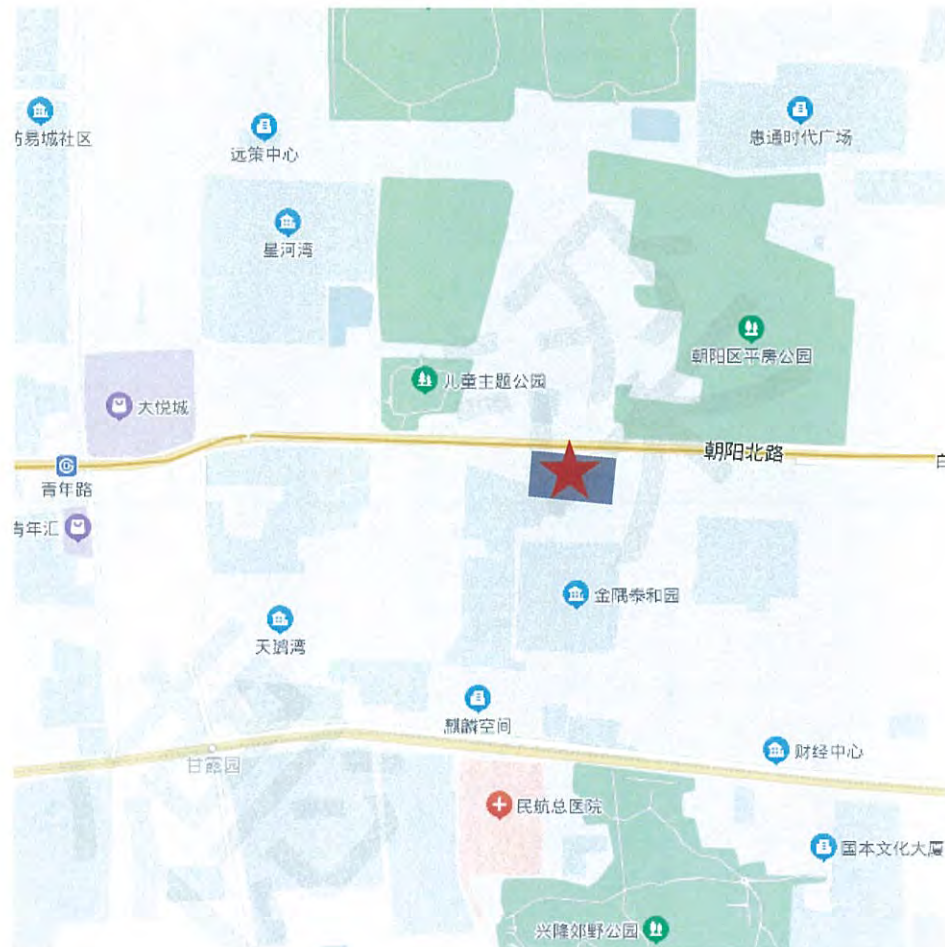 惠通时代广场
易城社区
远策中心
星河湾
朝阳区平房公园
儿童主题公园
大悦城
朝阳北路
青年路
青年汇
金隅泰和园
天鹅湾
麒麟空间
财经中心
甘露园
民航总医院
国本文化大厦
兴隆郊野公园